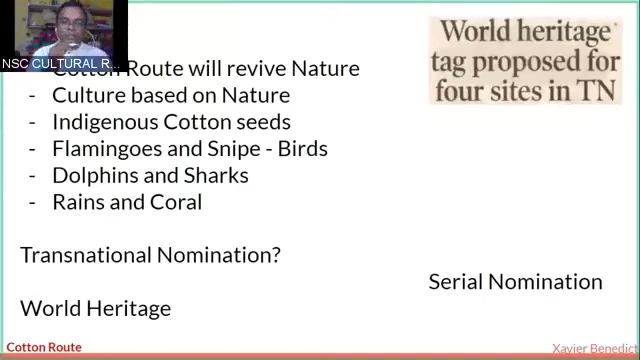 NSC CULTURAL R...
- Cotton Route will revive Nature
- Culture based on Nature
- Indigenous Cotton seeds
- Flamingoes and Snipe - Birds
- Dolphins and Sharks
- Rains and Coral
World heritage
tag proposed for
four sites in TN
Transnational Nomination?
Serial Nomination
World Heritage
Cotton Route
Xavier Benedict